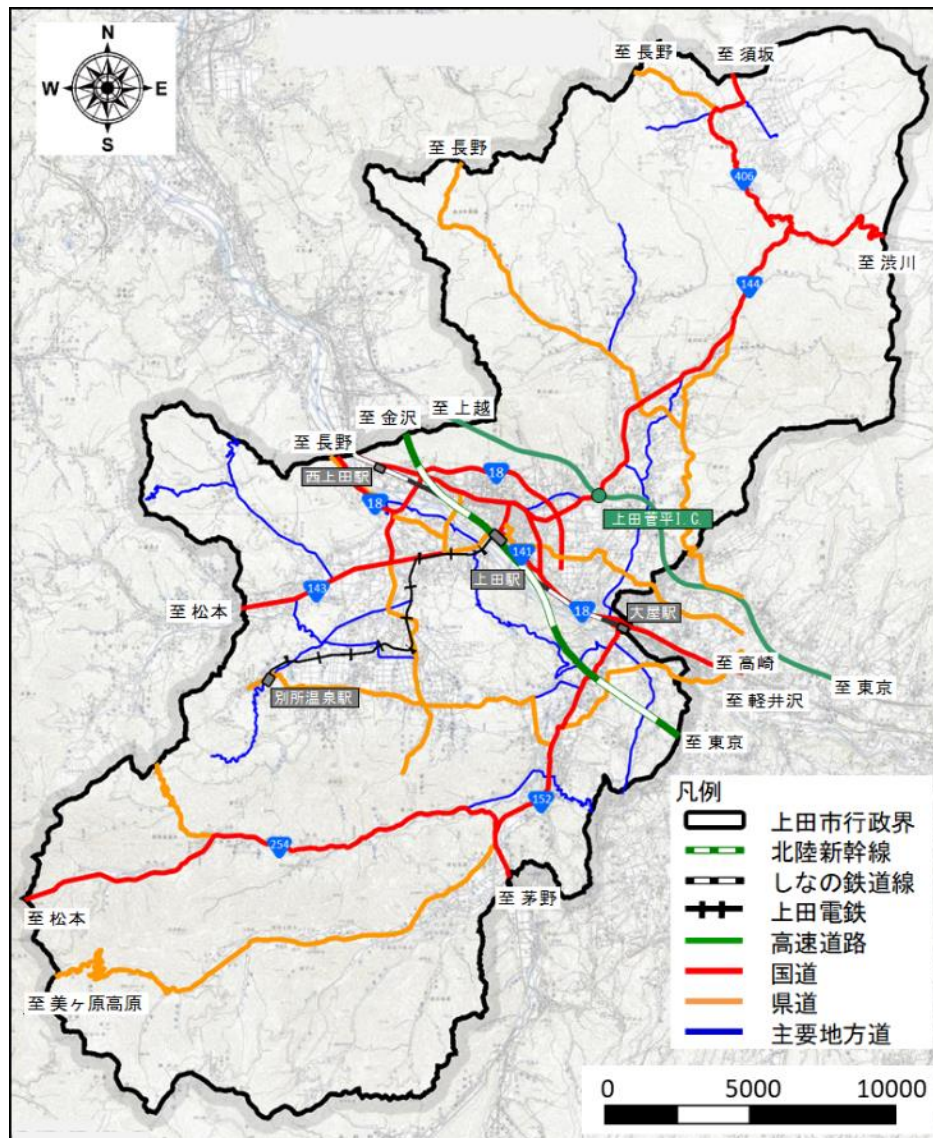 N
W E
S
至 長野
至 須坂
至 長野
406
至 渋川
144
至 上越
至 金沢
至 長野
西上田駅
18
18
上田菅平I.C
141
上田駅
143
18
大屋駅
至 松本
至 高崎
至 東京
至 軽井沢
別所温泉駅
至 東京
152
254
至 茅野
至 松本
至 美ヶ原高原
凡例
上田市行政界
北陸新幹線
しなの鉄道線
上田電鉄
高速道路
国道
県道
主要地方道
0 5000 10000